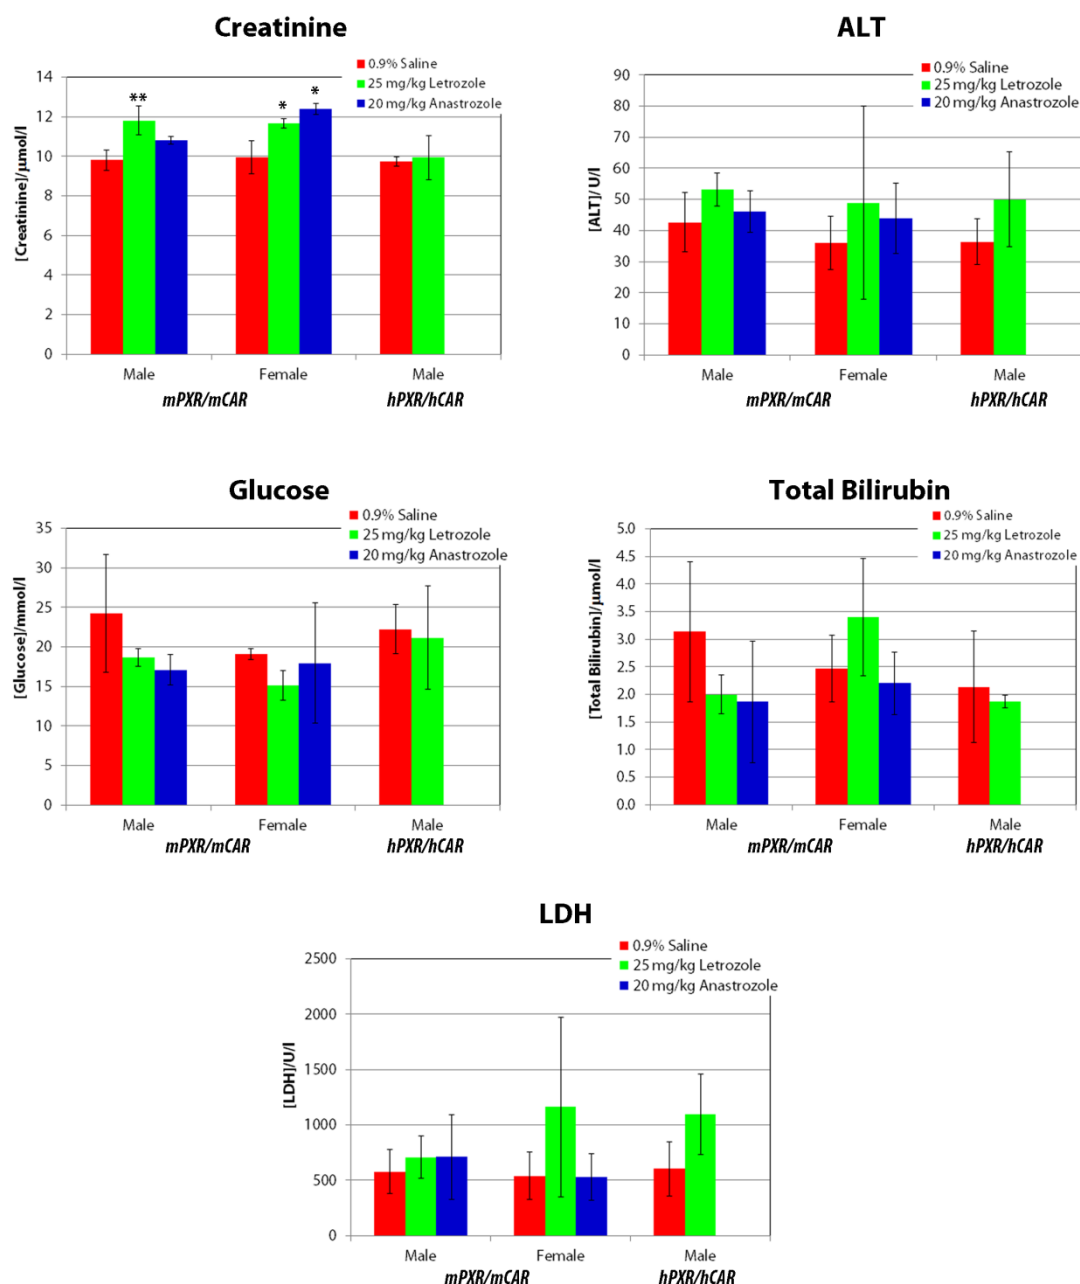 Creatinine
0.9% Saline
25 mg/kg Letrozole
20 mg/kg Anastrozole
[Creatinine]/µmol/l
14
12
10
8
6
4
2
0
**
*
*
Male
Female
Male
mPXR/mCAR
hPXR/hCAR
ALT
0.9% Saline
25 mg/kg Letrozole
20 mg/kg Anastrozole
[ALT]/U/l
90
80
70
60
50
40
30
20
10
0
Male
Female
Male
mPXR/mCAR
hPXR/hCAR
Glucose
0.9% Saline
25 mg/kg Letrozole
20 mg/kg Anastrozole
[Glucose]/mmol/l
35
30
25
20
15
10
5
0
Male
Female
Male
mPXR/mCAR
hPXR/hCAR
Total Bilirubin
0.9% Saline
25 mg/kg Letrozole
20 mg/kg Anastrozole
[Total Bilirubin]/µmol/l
5.0
4.5
4.0
3.5
3.0
2.5
2.0
1.5
1.0
0.5
0.0
Male
Female
Male
mPXR/mCAR
hPXR/hCAR
LDH
0.9% Saline
25 mg/kg Letrozole
20 mg/kg Anastrozole
[LDH]/U/l
2500
2000
1500
1000
500
0
Male
Female
Male
mPXR/mCAR
hPXR/hCAR